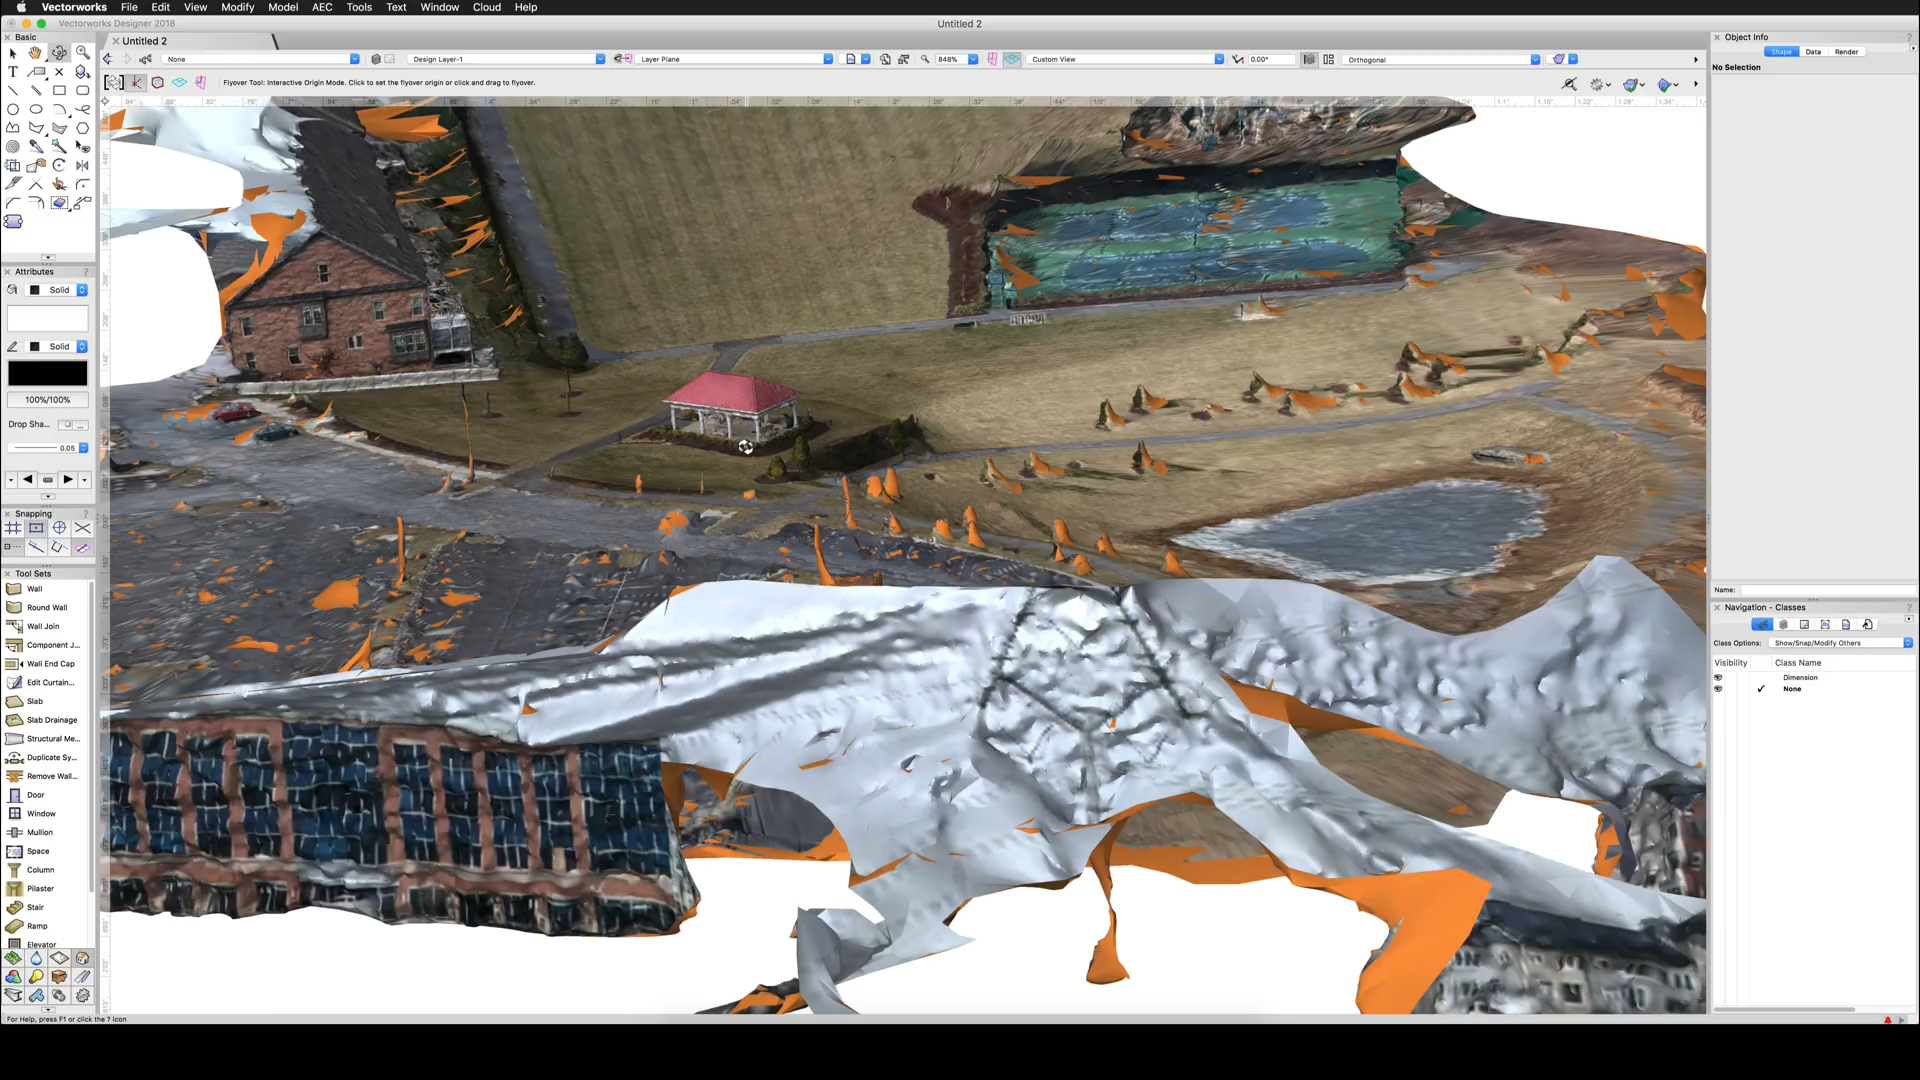 Vectorworks File Edit View Modify Model AEC Tools Text Window Cloud Help
Vectorworks Designer 2018
Untitled 2
Untitled 2
None
Design Layer-1
Layer Plane
848%
Custom View
0.00°
Orthogonal
Flyover Tool: Interactive Origin Mode. Click to set the flyover origin or click and drag to flyover.
Basic
Attributes
Solid
Solid
100%/100%
Drop Sha...
...
0.05
Snapping
Tool Sets
Wall
Round Wall
Wall Join
Component J...
Wall End Cap
Edit Curtain...
Slab
Slab Drainage
Structural Me...
Duplicate Sy...
Remove Wall...
Door
Window
Mullion
Space
Column
Pilaster
Stair
Ramp
Elevator
For Help, press F1 or click the ? icon
Object Info
Shape Data Render
No Selection
Name:
Navigation - Classes
Class Options: Show/Snap/Modify Others
Visibility Class Name
Dimension
None